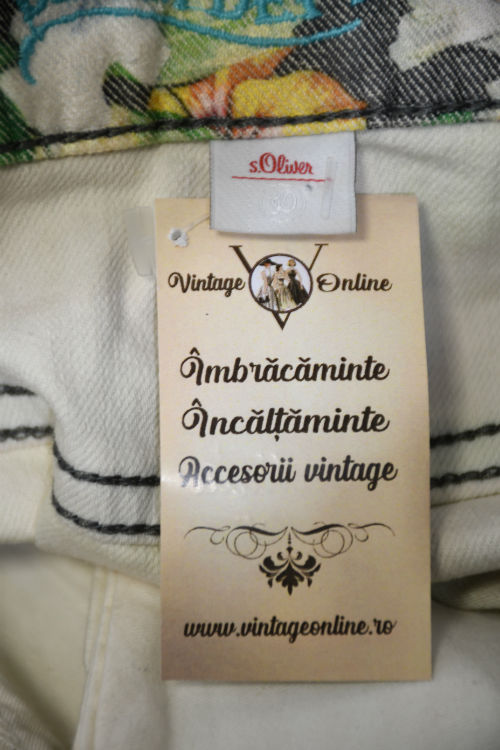 s.Oliver
Vintage Online
Îmbrăcăminte
Încălțăminte
Accesorii vintage
www.vintageonline.ro